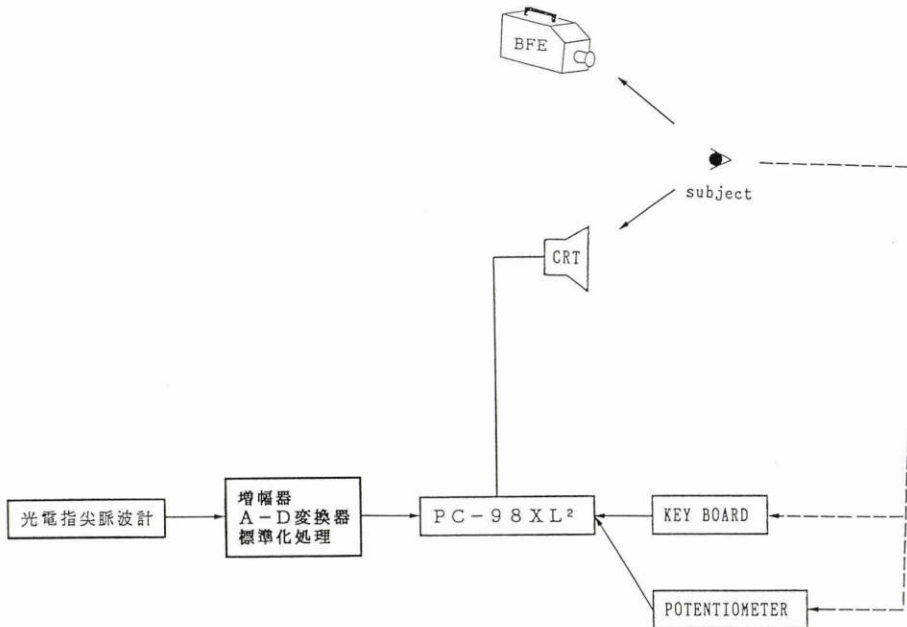 BFE
subject
CRT
光電指尖脈波計
増幅器
A－D変換器
標準化処理
PC－98XL²
KEY BOARD
POTENTIOMETER